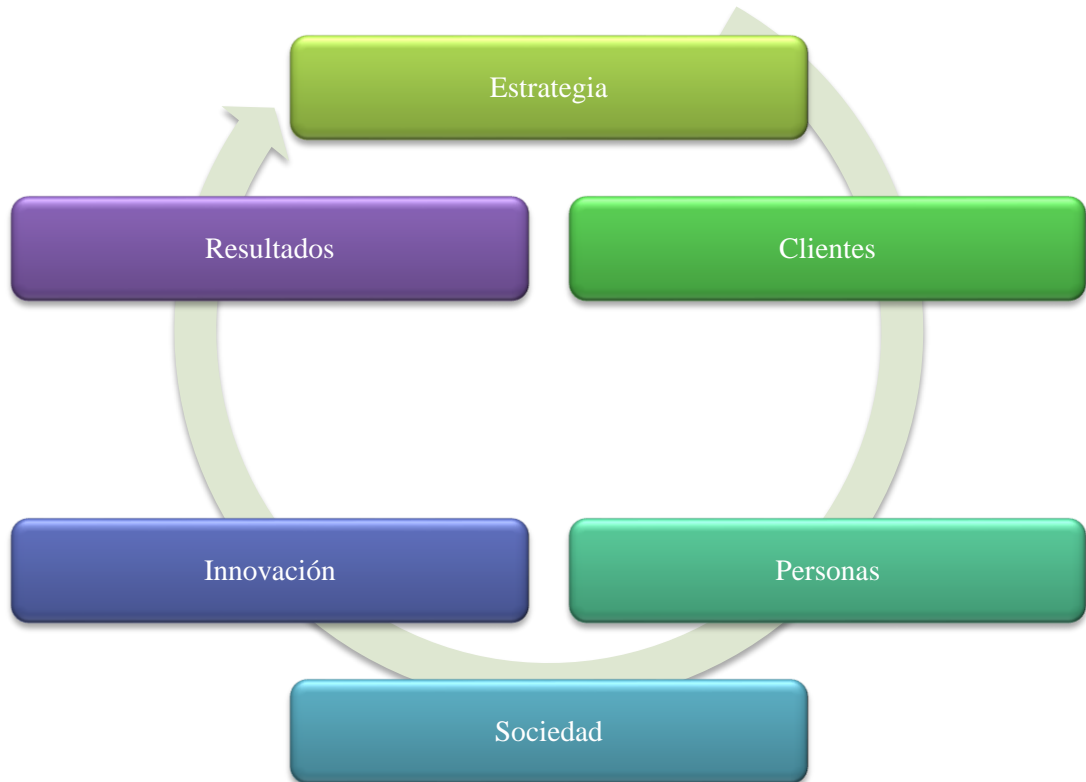 Estrategia
Clientes
Personas
Sociedad
Innovación
Resultados